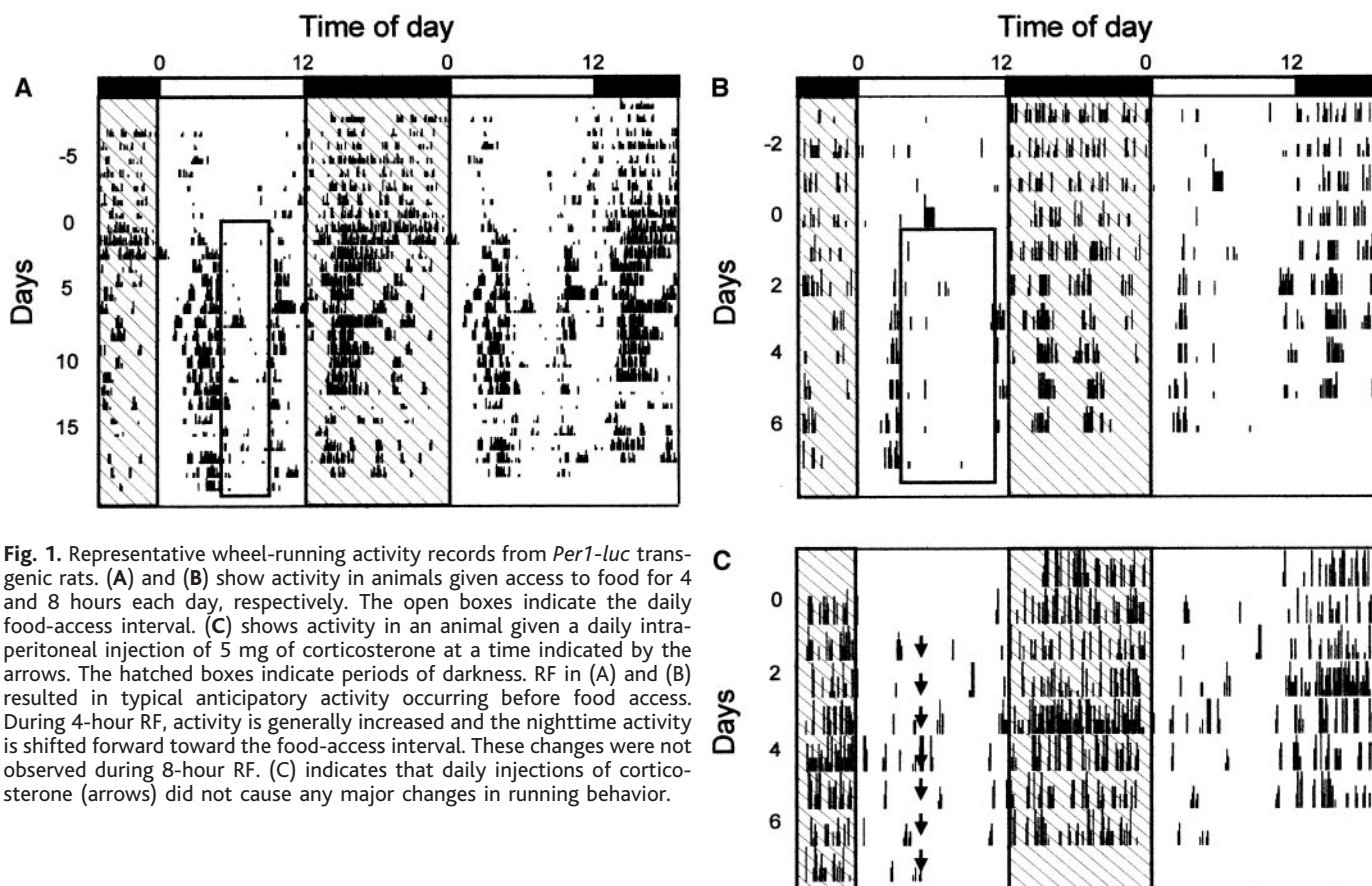 Time of day
0 12 0 12
A
Days
-5
0
5
10
15
Time of day
0 12 0 12
B
Days
-2
0
2
4
6
Fig. 1. Representative wheel-running activity records from Per1-luc trans-
genic rats. (A) and (B) show activity in animals given access to food for 4
and 8 hours each day, respectively. The open boxes indicate the daily
food-access interval. (C) shows activity in an animal given a daily intra-
peritoneal injection of 5 mg of corticosterone at a time indicated by the
arrows. The hatched boxes indicate periods of darkness. RF in (A) and (B)
resulted in typical anticipatory activity occurring before food access.
During 4-hour RF, activity is generally increased and the nighttime activity
is shifted forward toward the food-access interval. These changes were not
observed during 8-hour RF. (C) indicates that daily injections of cortico-
sterone (arrows) did not cause any major changes in running behavior.
C
Days
0
2
4
6